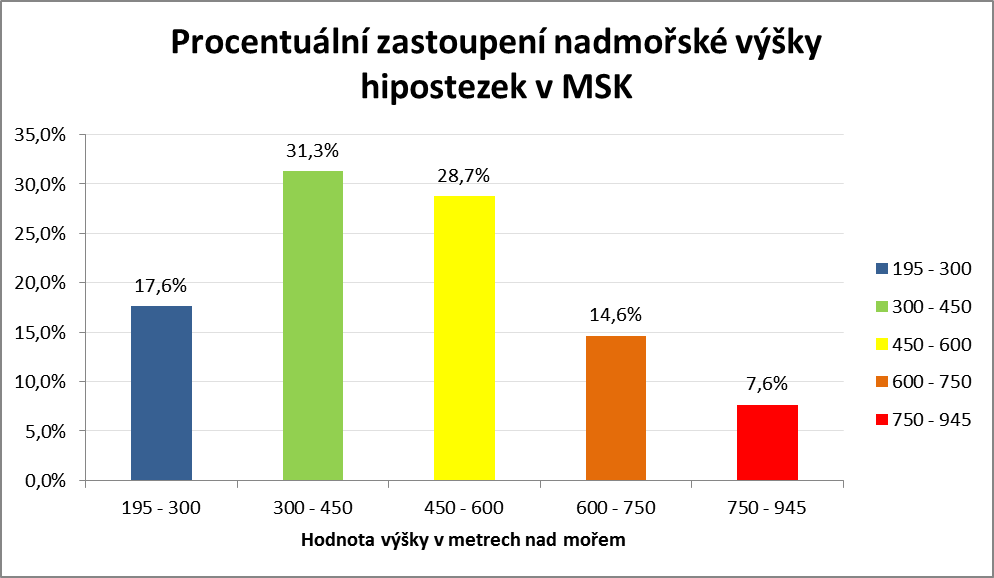 Procentuální zastoupení nadmořské výšky
hipostezek v MSK
35,0%
30,0%
25,0%
20,0%
15,0%
10,0%
5,0%
0,0%
17,6%
31,3%
28,7%
14,6%
7,6%
195 - 300
300 - 450
450 - 600
600 - 750
750 - 945
Hodnota výšky v metrech nad mořem
195 - 300
300 - 450
450 - 600
600 - 750
750 - 945